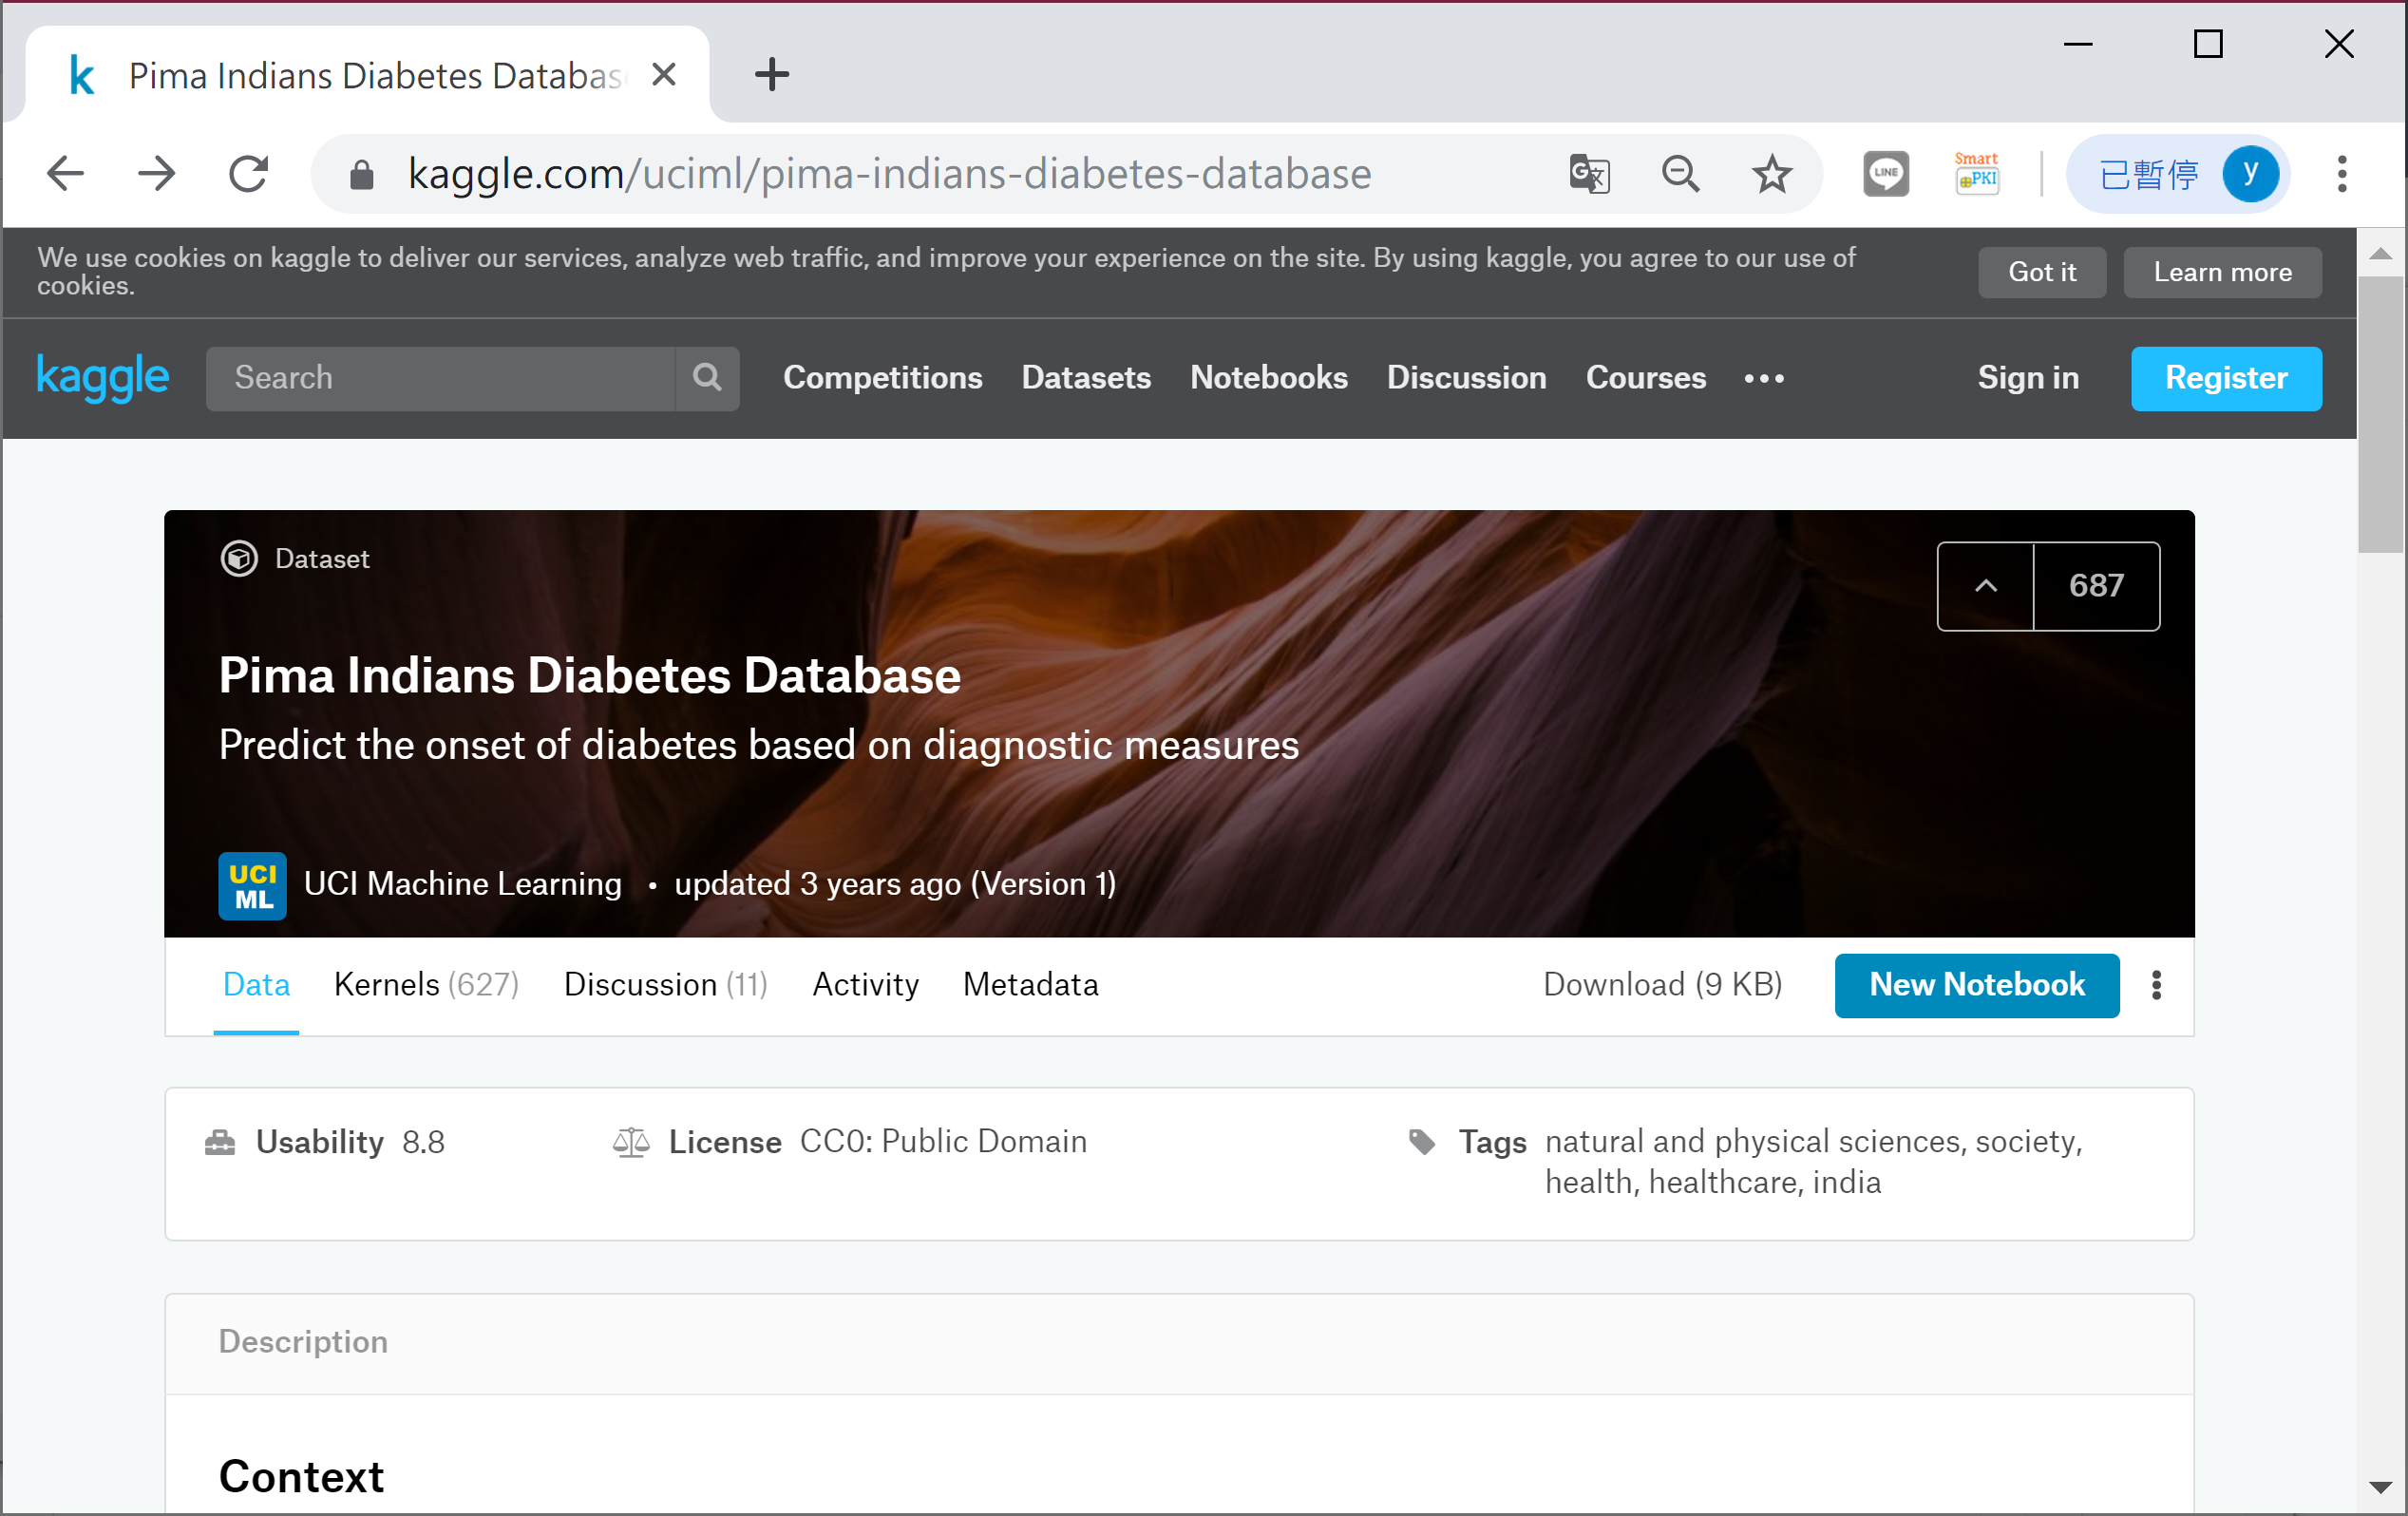 Pima Indians Diabetes Databas
kaggle.com/uciml/pima-indians-diabetes-database
LINE
Smart
PKI
已暫停
y
We use cookies on kaggle to deliver our services, analyze web traffic, and improve your experience on the site. By using kaggle, you agree to our use of
cookies.
Got it
Learn more
kaggle
Search
Competitions
Datasets
Notebooks
Discussion
Courses
Sign in
Register
Dataset
687
Pima Indians Diabetes Database
Predict the onset of diabetes based on diagnostic measures
UCI
ML
UCI Machine Learning • updated 3 years ago (Version 1)
Data
Kernels (627)
Discussion (11)
Activity
Metadata
Download (9 KB)
New Notebook
Usability 8.8
License CC0: Public Domain
Tags natural and physical sciences, society,
health, healthcare, india
Description
Context